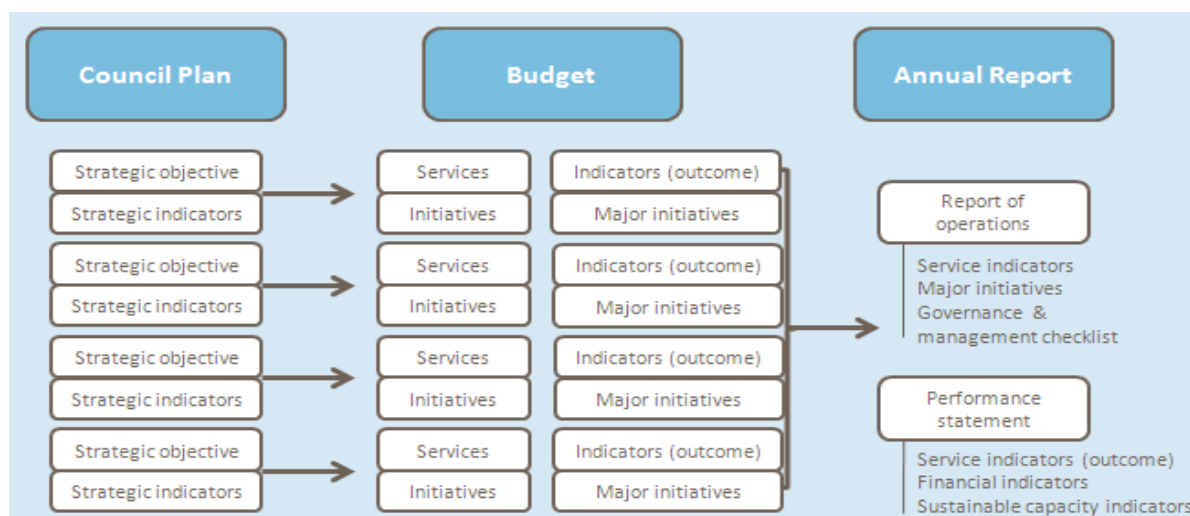 Council Plan
Budget
Annual Report
Strategic objective
Strategic indicators
Services
Initiatives
Indicators (outcome)
Major initiatives
Strategic objective
Strategic indicators
Services
Initiatives
Indicators (outcome)
Major initiatives
Strategic objective
Strategic indicators
Services
Initiatives
Indicators (outcome)
Major initiatives
Strategic objective
Strategic indicators
Services
Initiatives
Indicators (outcome)
Major initiatives
Report of
operations
Service indicators
Major initiatives
Governance &
management checklist
Performance
statement
Service indicators (outcome)
Financial indicators
Sustainable capacity indicators